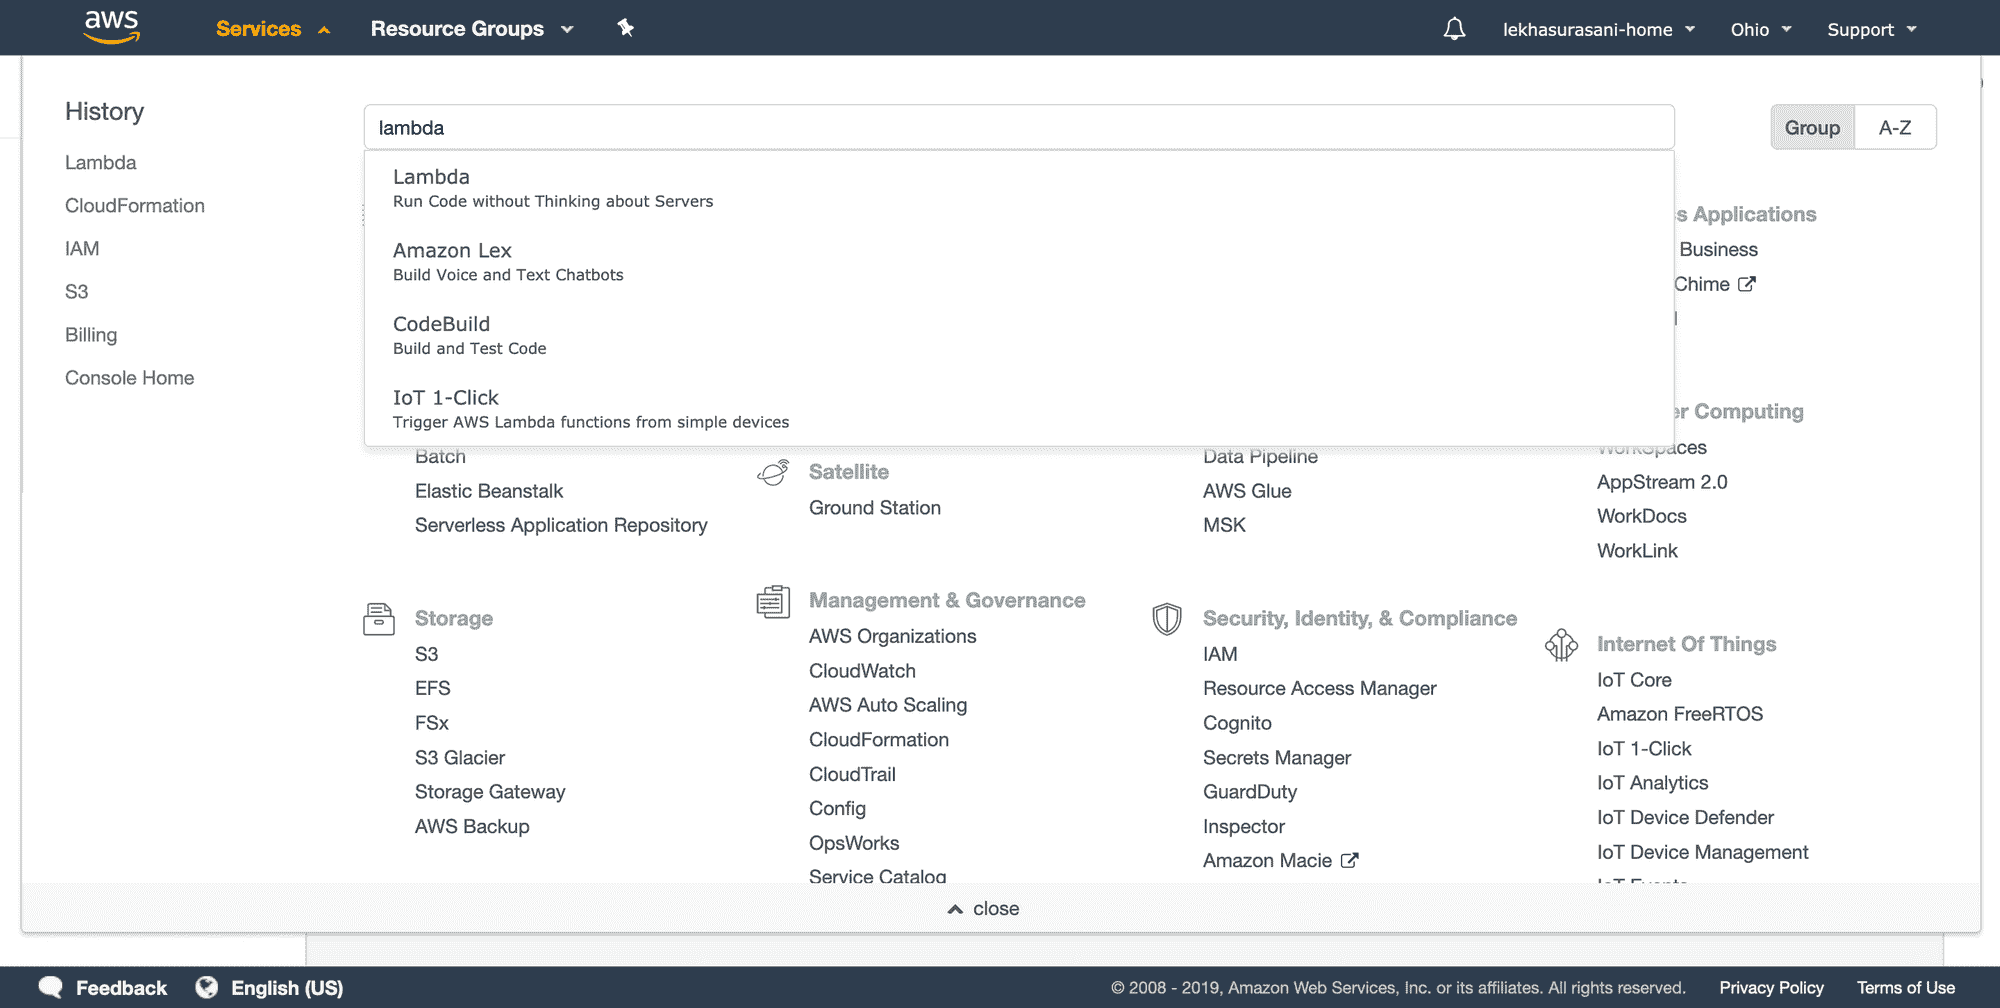 aws
Services
Resource Groups
lekhasurasani-home
Ohio
Support
History
Lambda
CloudFormation
IAM
S3
Billing
Console Home
lambda
Group
A-Z
Lambda
Run Code without Thinking about Servers
Amazon Lex
Build Voice and Text Chatbots
CodeBuild
Build and Test Code
IoT 1-Click
Trigger AWS Lambda functions from simple devices
Batch
Elastic Beanstalk
Serverless Application Repository
Storage
S3
EFS
FSx
S3 Glacier
Storage Gateway
AWS Backup
Satellite
Ground Station
Management & Governance
AWS Organizations
CloudWatch
AWS Auto Scaling
CloudFormation
CloudTrail
Config
OpsWorks
Service Catalog
Data Pipeline
AWS Glue
MSK
Security, Identity, & Compliance
IAM
Resource Access Manager
Cognito
Secrets Manager
GuardDuty
Inspector
Amazon Macie
s Applications
Business
Chime
er Computing
WorkSpaces
AppStream 2.0
WorkDocs
WorkLink
Internet Of Things
IoT Core
Amazon FreeRTOS
IoT 1-Click
IoT Analytics
IoT Device Defender
IoT Device Management
IoT Events
close
Feedback
English (US)
© 2008 - 2019, Amazon Web Services, Inc. or its affiliates. All rights reserved.
Privacy Policy
Terms of Use